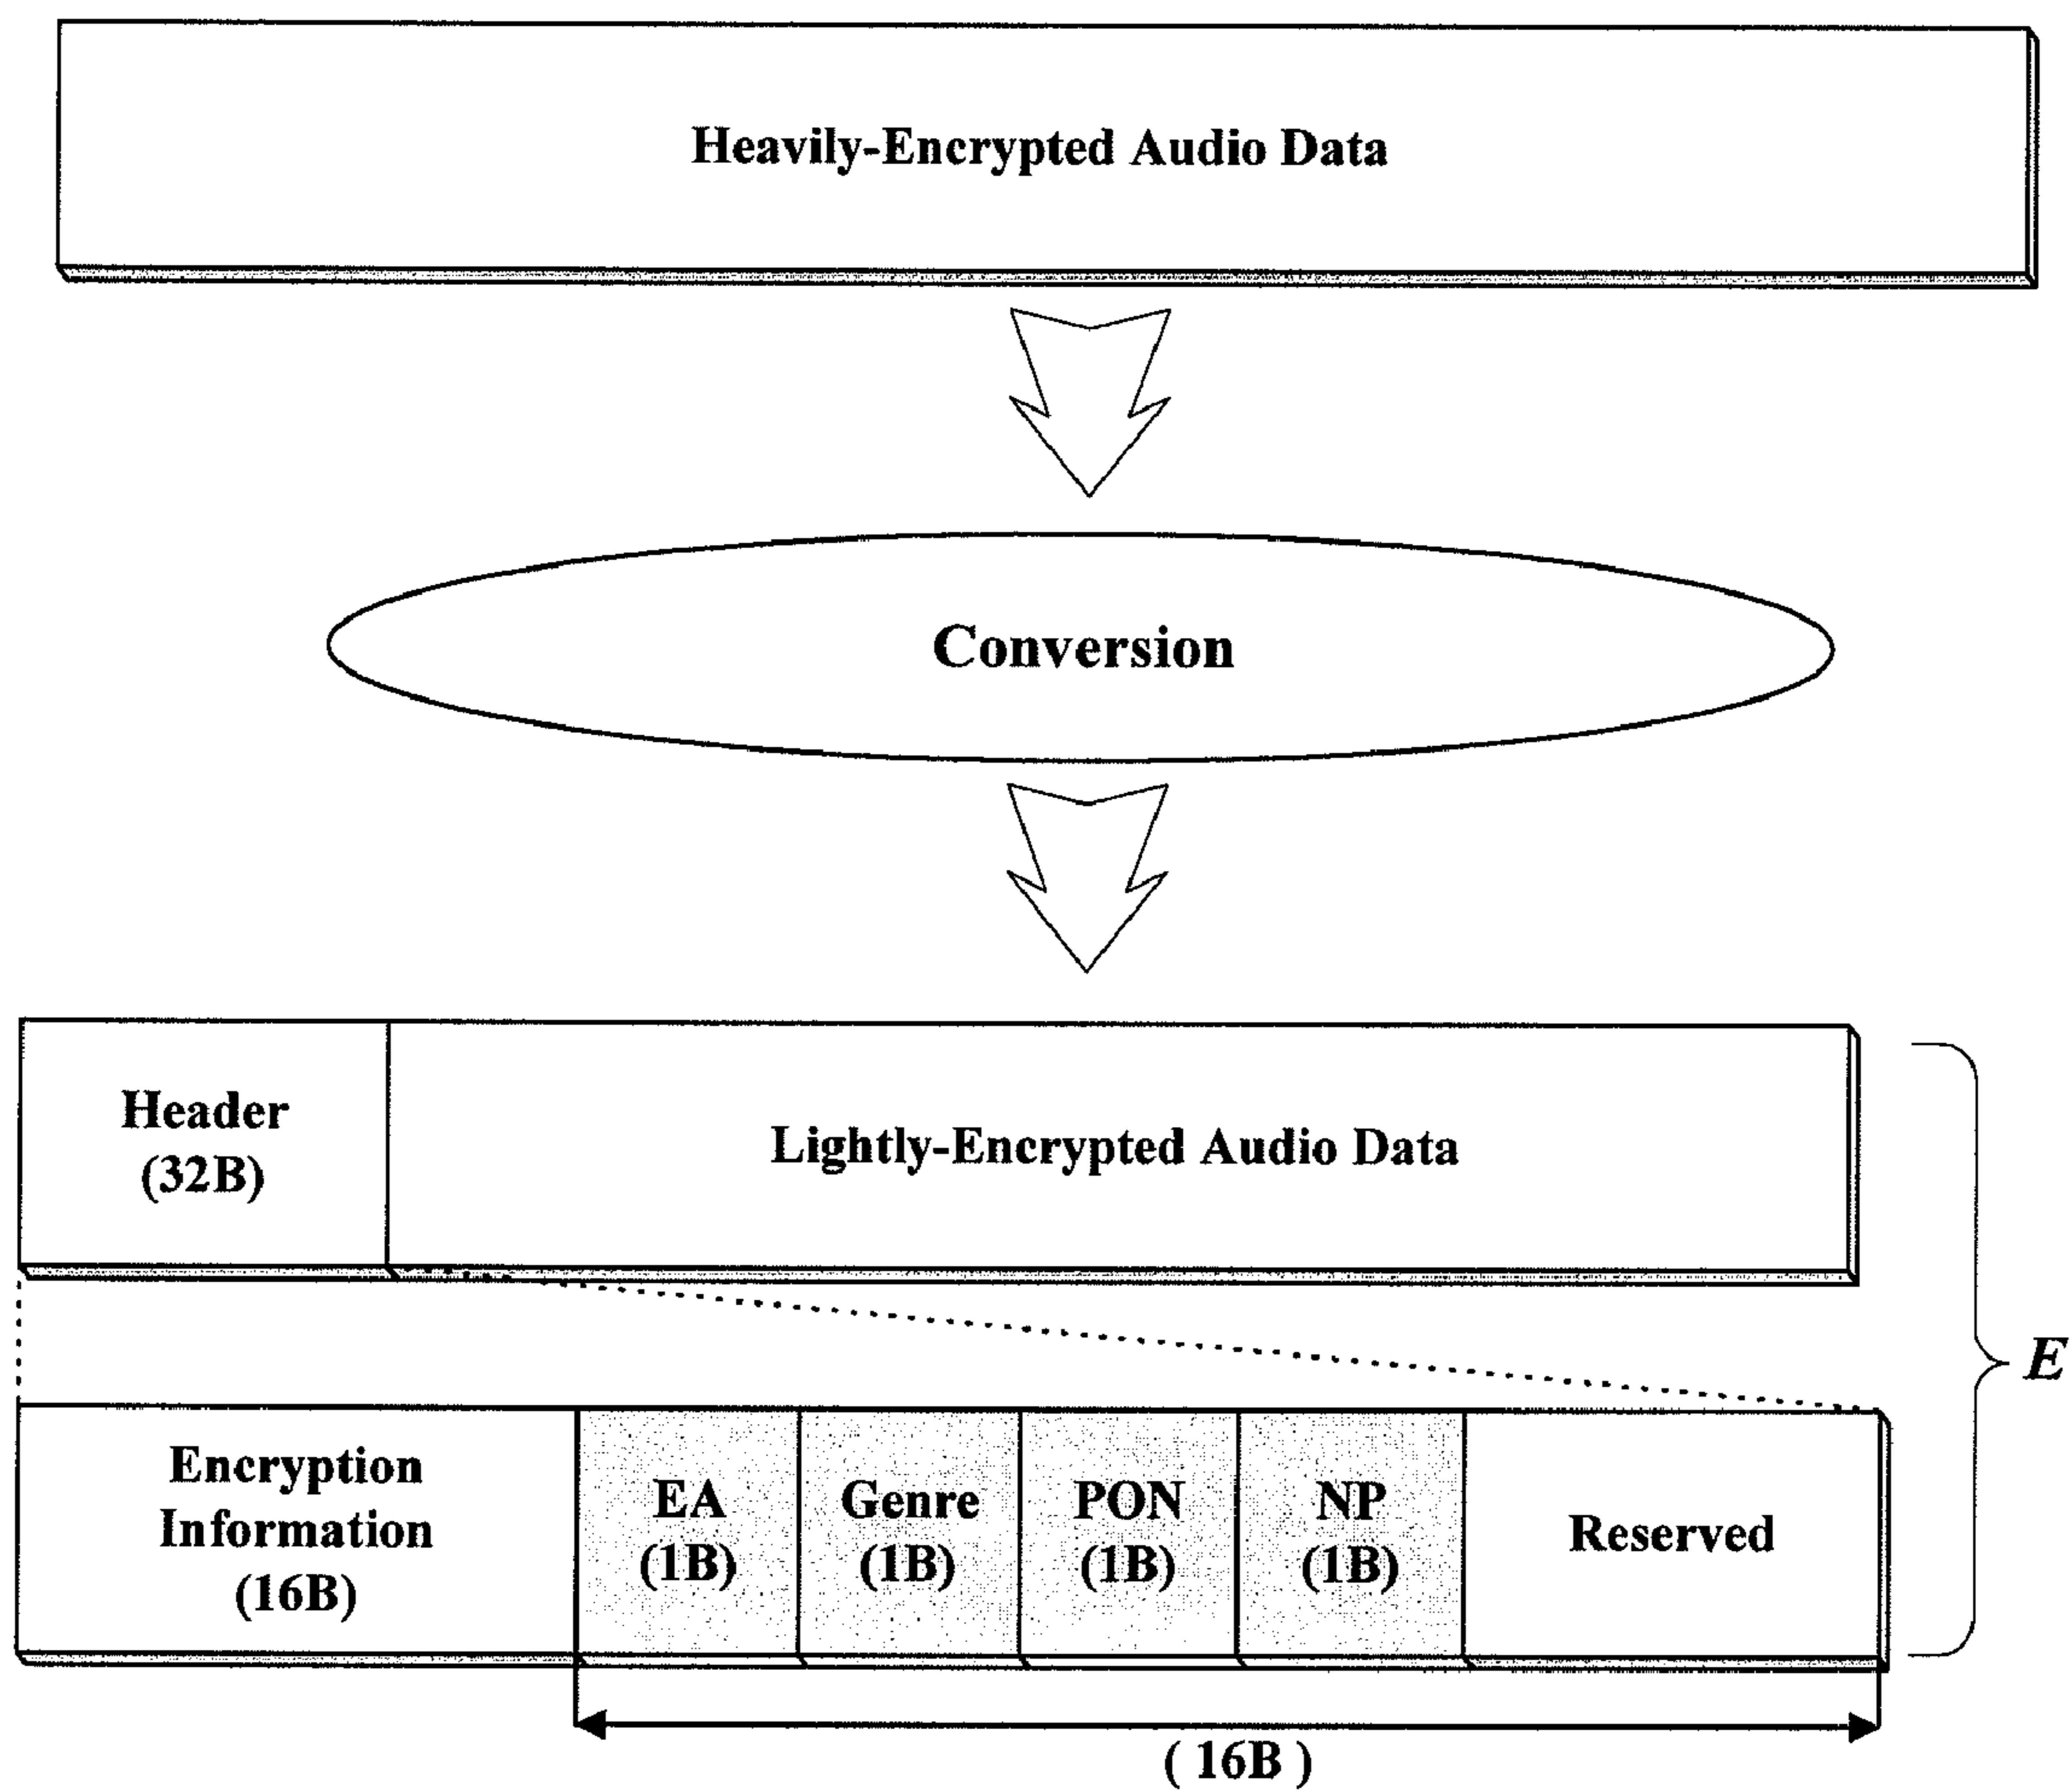 Heavily-Encrypted Audio Data
Conversion
Header
(32B)
Lightly-Encrypted Audio Data
E
Encryption
Information
(16B)
EA
(1B)
Genre
(1B)
PON
(1B)
NP
(1B)
Reserved
( 16B )